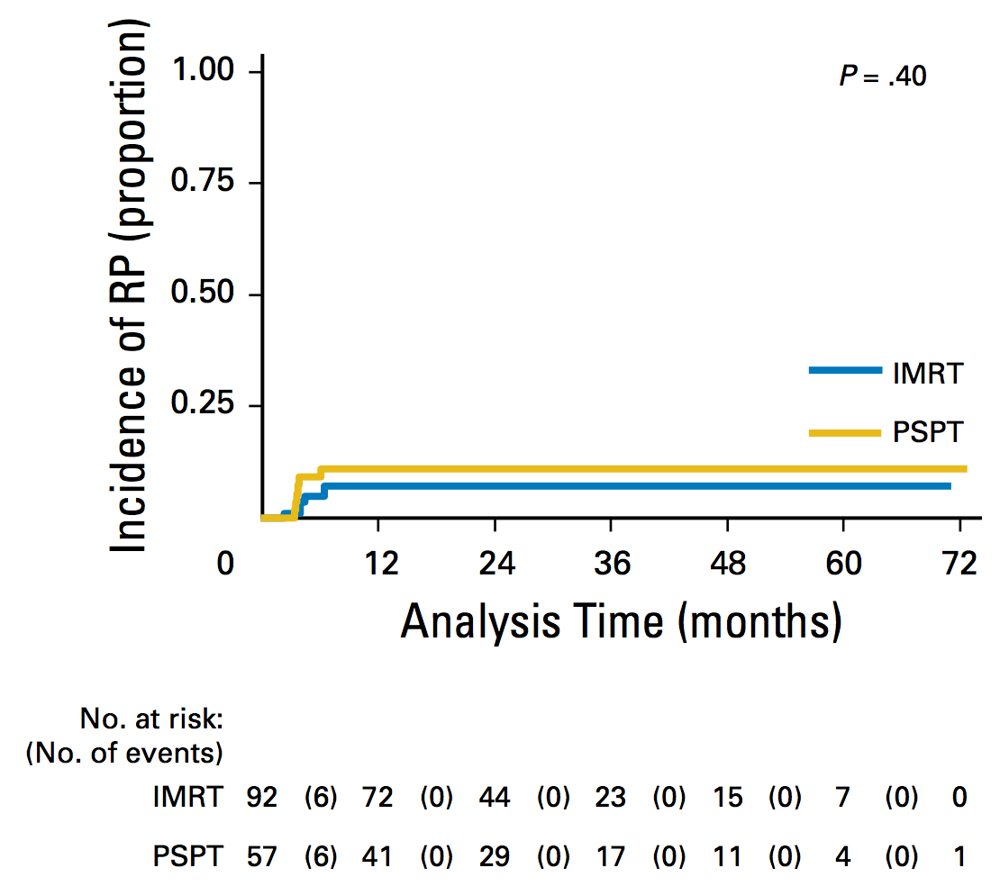 Incidence of RP (proportion)
1.00
0.75
0.50
0.25
P = .40
IMRT
PSPT
0 12 24 36 48 60 72
Analysis Time (months)
No. at risk:
(No. of events)
IMRT 92 (6) 72 (0) 44 (0) 23 (0) 15 (0) 7 (0) 0
PSPT 57 (6) 41 (0) 29 (0) 17 (0) 11 (0) 4 (0) 1